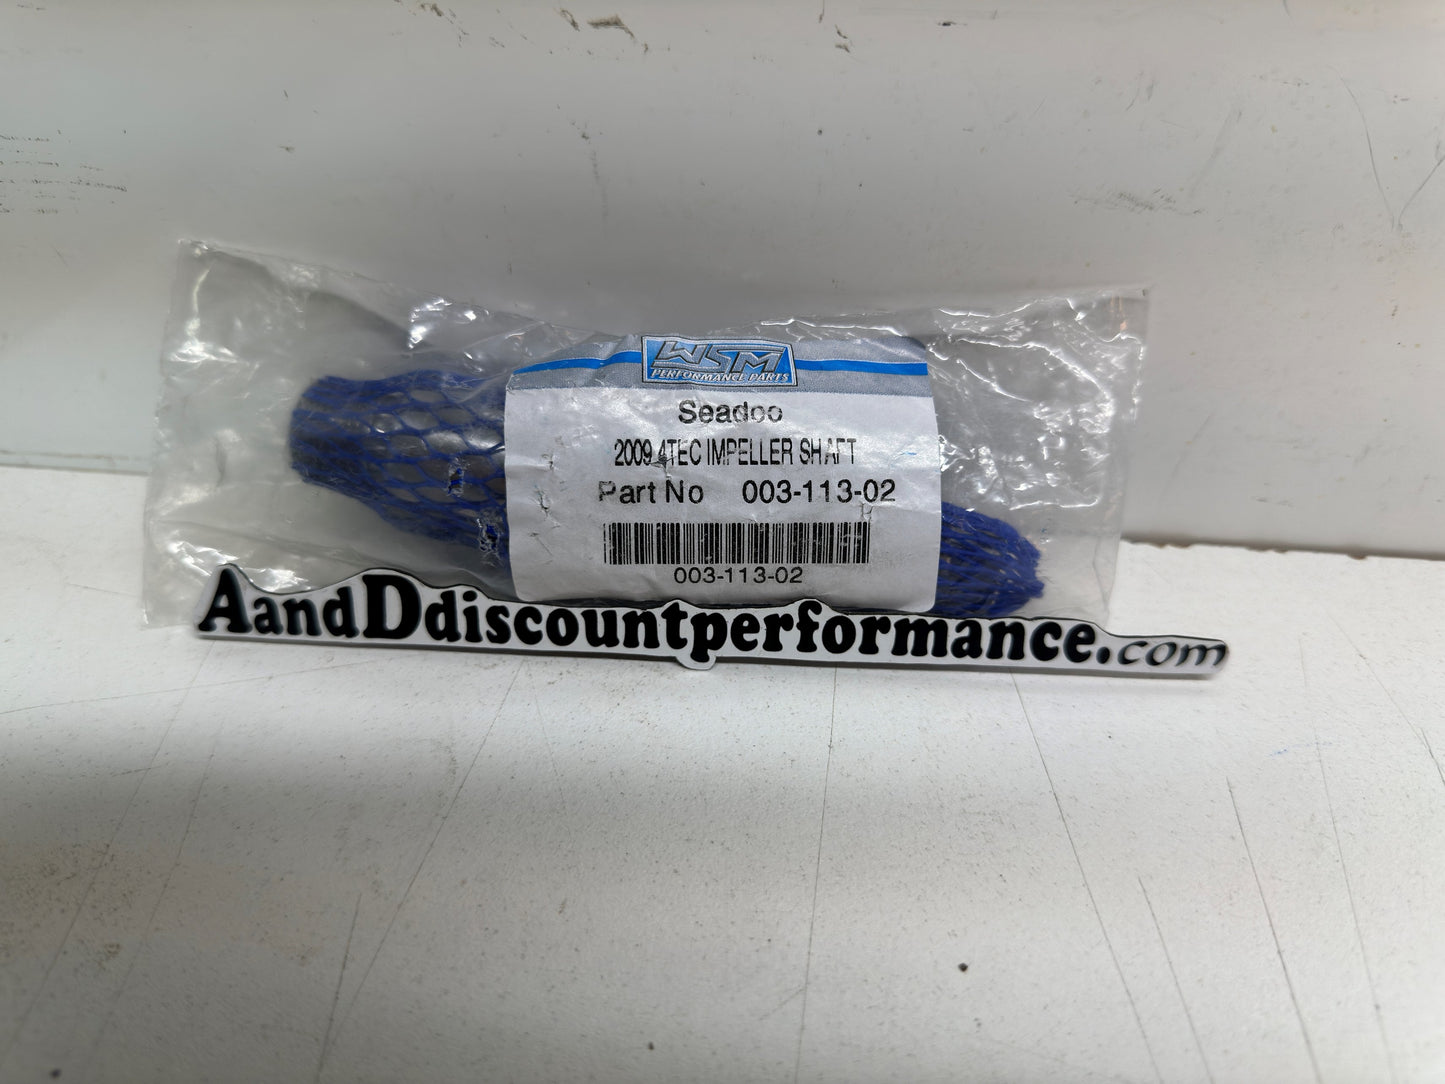 WSM
PERFORMANCE PARTS
Seadoo
2009 4TEC IMPELLER SHAFT
Part No 003-113-02
003-113-02
AandDdiscountperformance.com